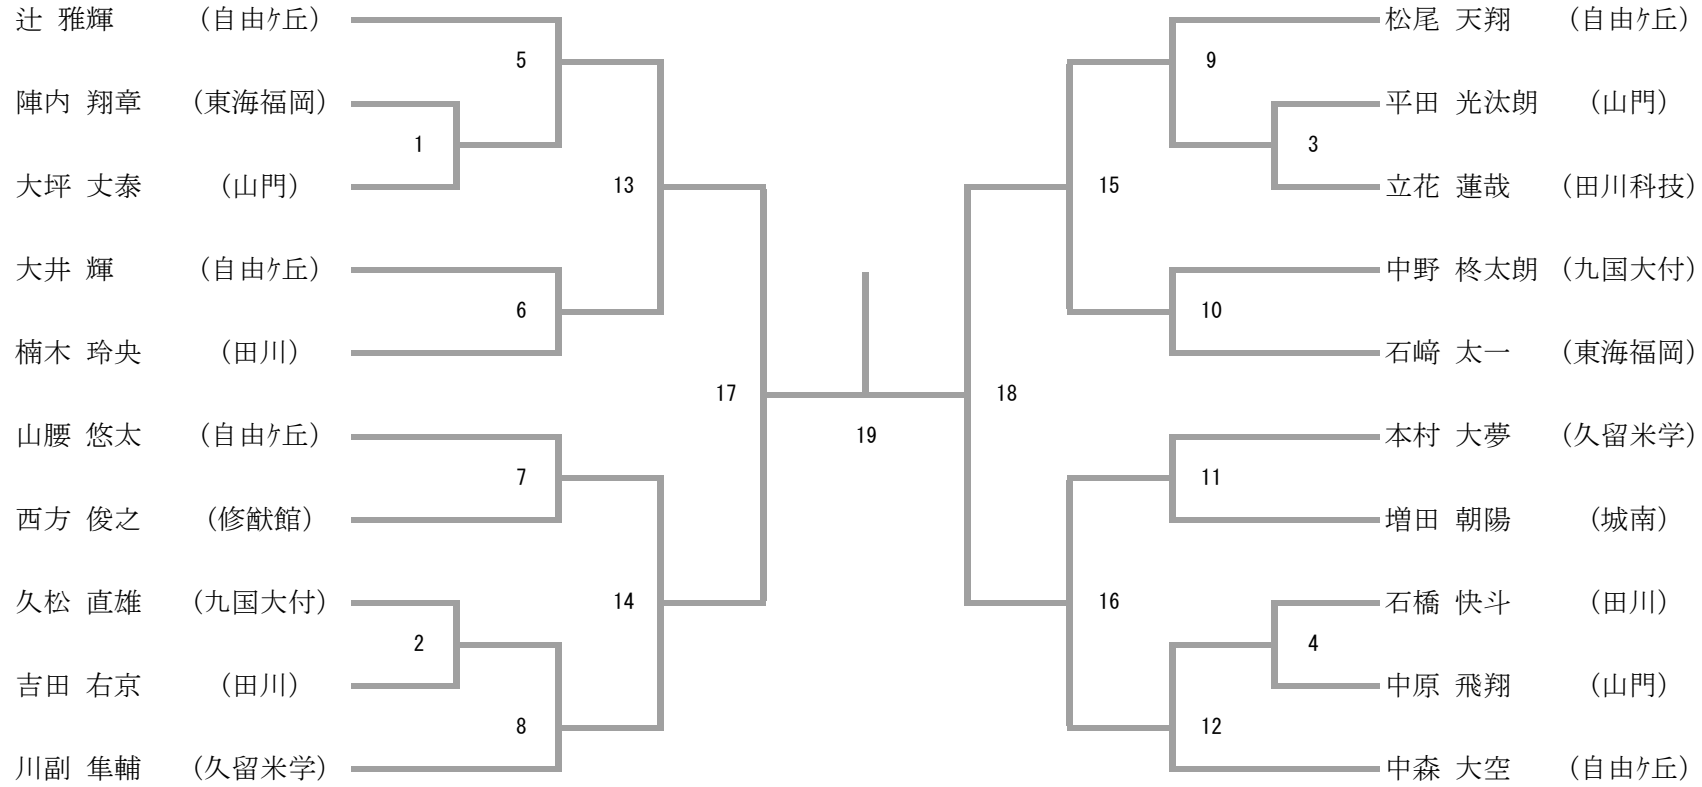 辻 雅輝 (自由ｹ丘)
5
陣内 翔章 (東海福岡)
1
大坪 丈泰 (山門)
13
大井 輝 (自由ｹ丘)
6
楠木 玲央 (田川)
17
山腰 悠太 (自由ｹ丘)
7
西方 俊之 (修猷館)
久松 直雄 (九国大付)
14
2
吉田 右京 (田川)
8
川副 隼輔 (久留米学)
19
松尾 天翔 (自由ｹ丘)
9
平田 光汰朗 (山門)
3
立花 蓮哉 (田川科技)
15
中野 柊太朗 (九国大付)
10
石﨑 太一 (東海福岡)
18
本村 大夢 (久留米学)
11
増田 朝陽 (城南)
石橋 快斗 (田川)
16
4
中原 飛翔 (山門)
12
中森 大空 (自由ｹ丘)